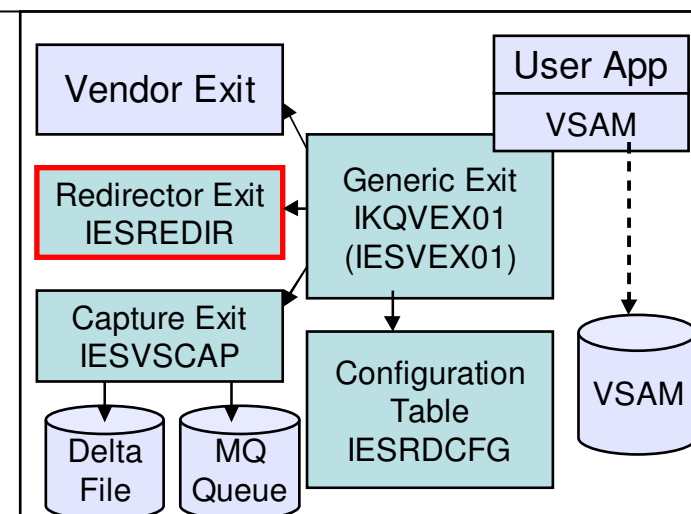 Vendor Exit
User App
VSAM
Redirector Exit
IESREDIR
Generic Exit
IKQVEX01
(IESVEX01)
Capture Exit
IESVSCAP
Configuration
Table
IESRDCFG
VSAM
Delta
File
MQ
Queue